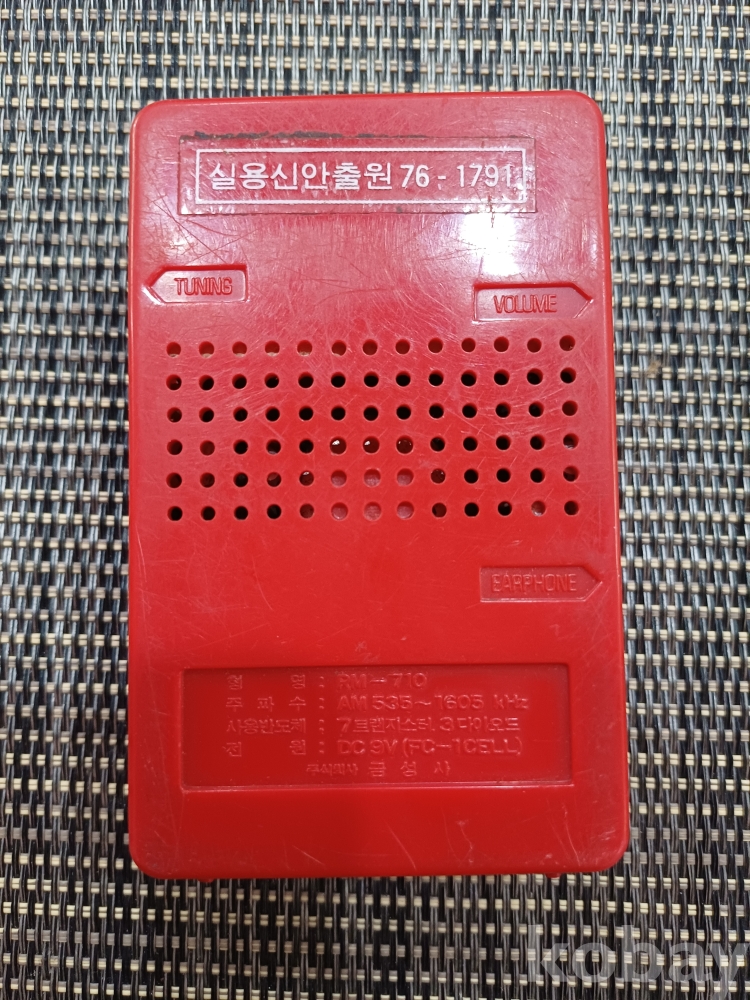 실용신안출원 76 - 1791
TUNING
VOLUME
EARPHONE
형 명 : RM-710
주 파 수 : AM 535~1605 kHz
사용반도체 : 7트랜지스터, 3다이오드
전 원 : DC 9V (FC-1CELL)
주식회사 금 성 사
kobay